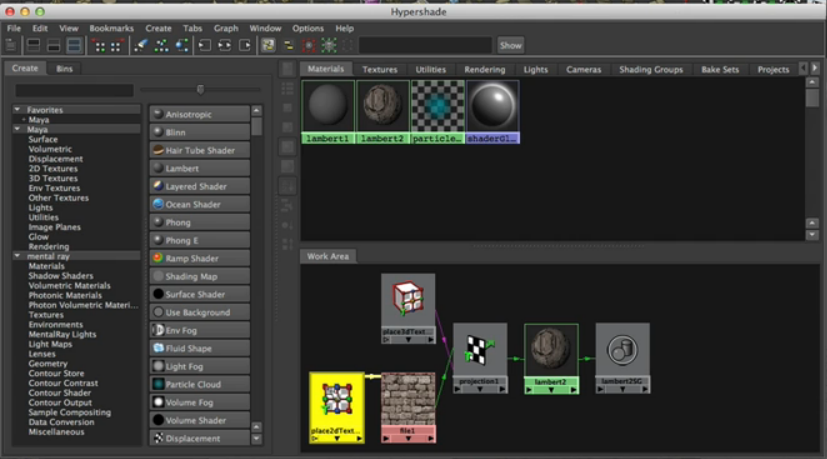 Hypershade
File Edit View Bookmarks Create Tabs Graph Window Options Help
Show
Create Bins
Favorites
Maya
Maya
Surface
Volumetric
Displacement
2D Textures
3D Textures
Env Textures
Other Textures
Lights
Utilities
Image Planes
Glow
Rendering
mental ray
Materials
Shadow Shaders
Volumetric Materials
Photonic Materials
Photon Volumetric Materi...
Textures
Environments
MentalRay Lights
Light Maps
Lenses
Geometry
Contour Store
Contour Contrast
Contour Shader
Contour Output
Sample Compositing
Data Conversion
Miscellaneous
Anisotropic
Blinn
Hair Tube Shader
Lambert
Layered Shader
Ocean Shader
Phong
Phong E
Ramp Shader
Shading Map
Surface Shader
Use Background
Env Fog
Fluid Shape
Light Fog
Particle Cloud
Volume Fog
Volume Shader
Displacement
Materials Textures Utilities Rendering Lights Cameras Shading Groups Bake Sets Projects
lambert1 lambert2 particle... shaderGl...
Work Area
place3dText...
projection1 lambert2 lambert2SG
place2dText... file1